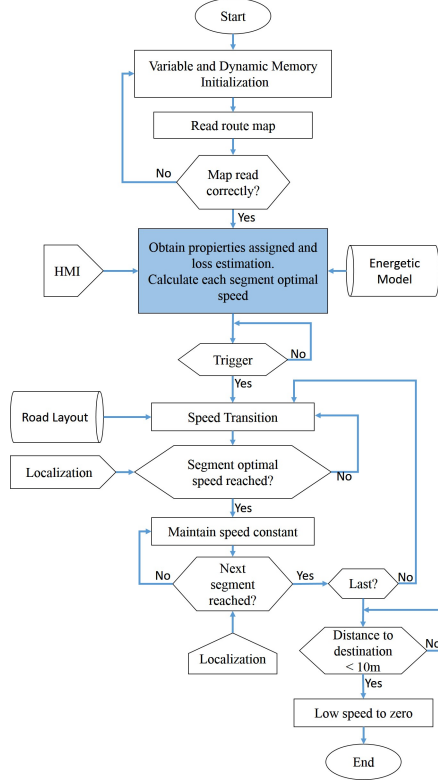 Start
Variable and Dynamic Memory
Initialization
Read route map
No
Map read
correctly?
Yes
Obtain propierties assigned and
loss estimation.
Calculate each segment optimal
speed
HMI
Energetic
Model
Trigger
No
Yes
Road Layout
Speed Transition
Localization
Segment optimal
speed reached?
No
Yes
Maintain speed constant
No
Next
segment
reached?
Yes
Last?
No
Localization
Distance to
destination
< 10m
No
Yes
Low speed to zero
End